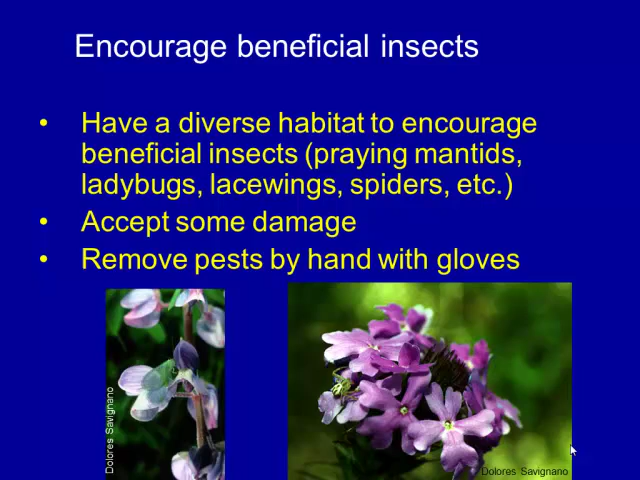 Encourage beneficial insects
• Have a diverse habitat to encourage
beneficial insects (praying mantids,
ladybugs, lacewings, spiders, etc.)
• Accept some damage
• Remove pests by hand with gloves
Dolores Savignano
Dolores Savignano